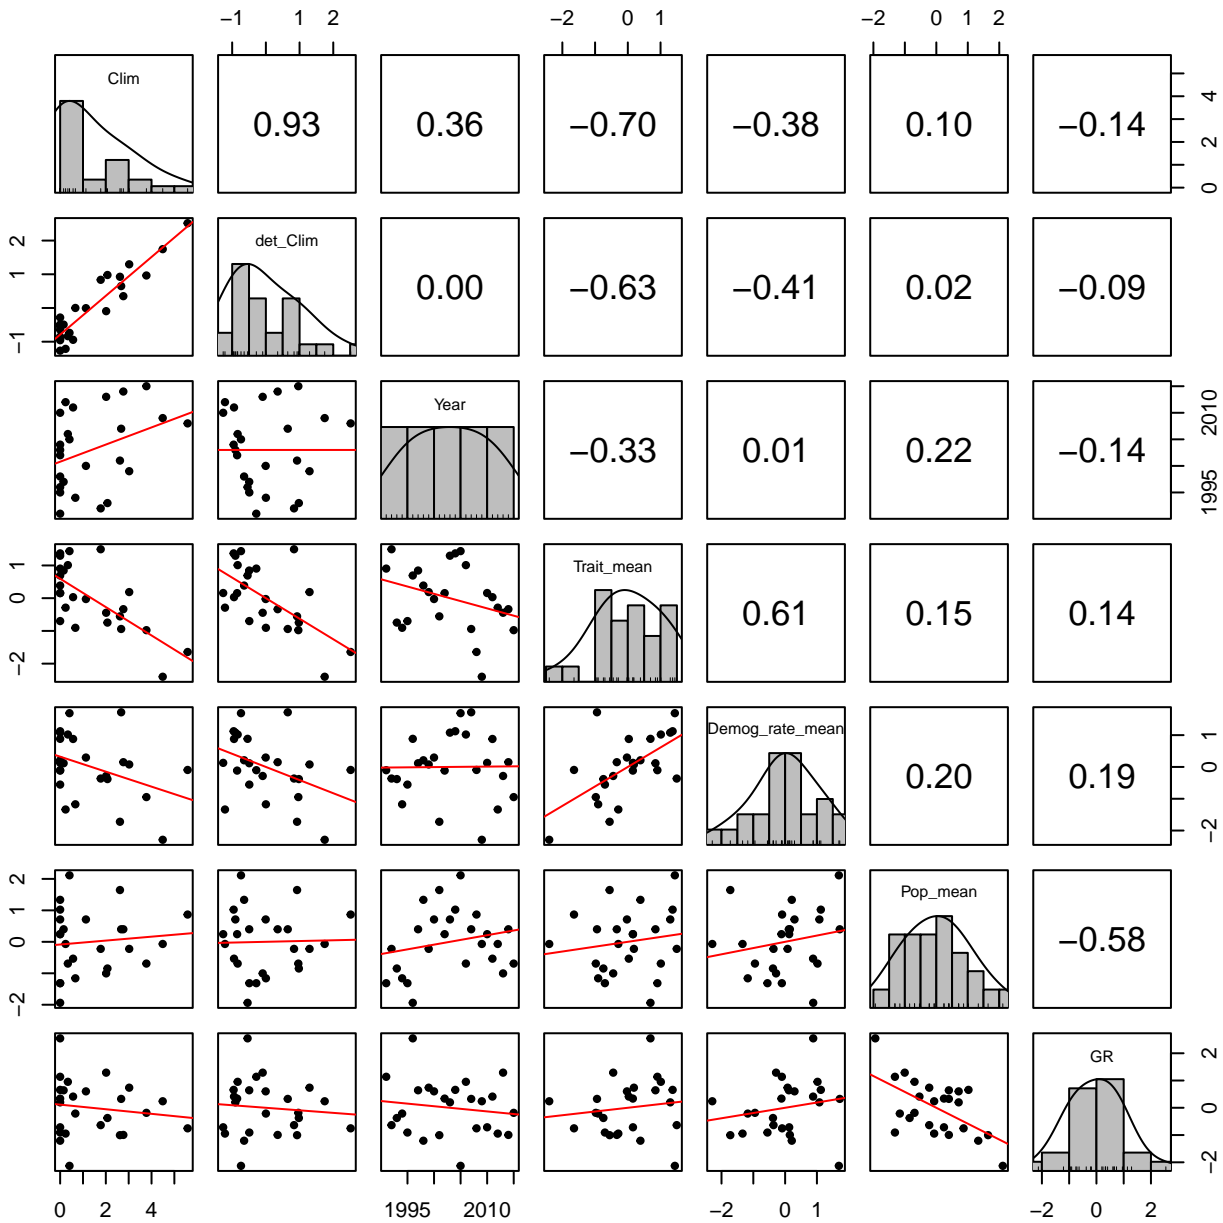 −1 1 2 −2 0 1 −2 0 1 2
Clim 0.93 0.36 −0.70 −0.38 0.10 −0.14 0 2 4
−1 1 2 det_Clim 0.00 −0.63 −0.41 0.02 −0.09
Year −0.33 0.01 0.22 −0.14 1995 2010
−2 0 1 Trait_mean 0.61 0.15 0.14
Demog_rate_mean 0.20 0.19 −2 0 1
−2 0 1 2 Pop_mean −0.58
GR −2 0 2
0 2 4 1995 2010 −2 0 1 −2 0 2